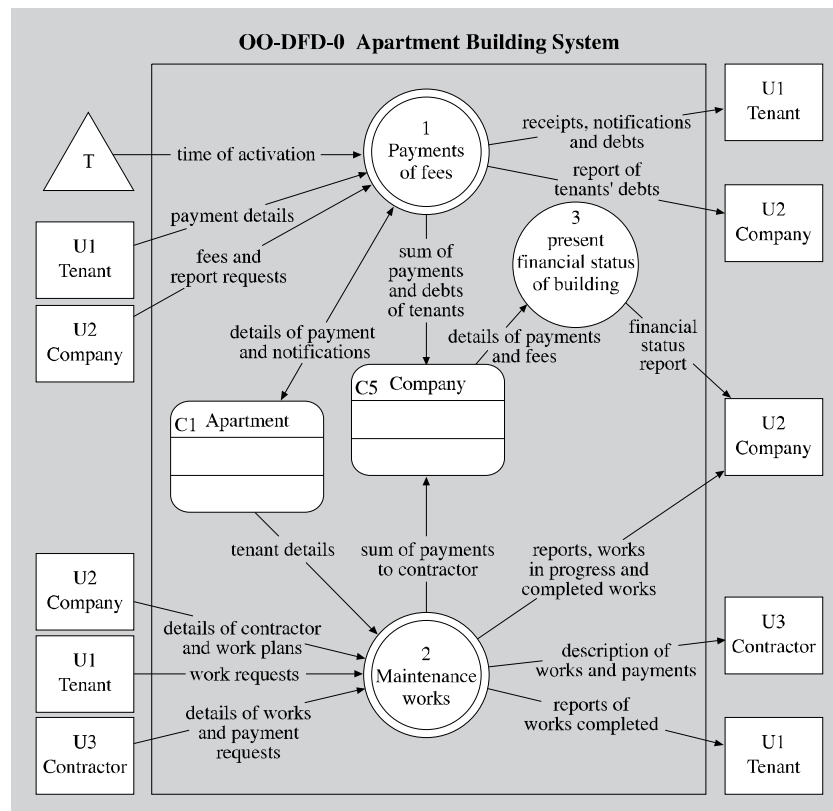 OO-DFD-0 Apartment Building System
T
time of activation
U1
Tenant
payment details
U2
Company
fees and
report requests
1
Payments
of fees
receipts, notifications
and debts
U1
Tenant
report of
tenants' debts
U2
Company
3
present
financial status
of building
sum of
payments
and debts
of tenants
details of payment
and notifications
details of payments
and fees
financial
status
report
C1 Apartment
C5 Company
U2
Company
tenant details
sum of payments
to contractor
reports, works
in progress and
completed works
U2
Company
details of contractor
and work plans
U1
Tenant
work requests
U3
Contractor
details of works
and payment
requests
2
Maintenance
works
description of
works and payments
U3
Contractor
reports of
works completed
U1
Tenant